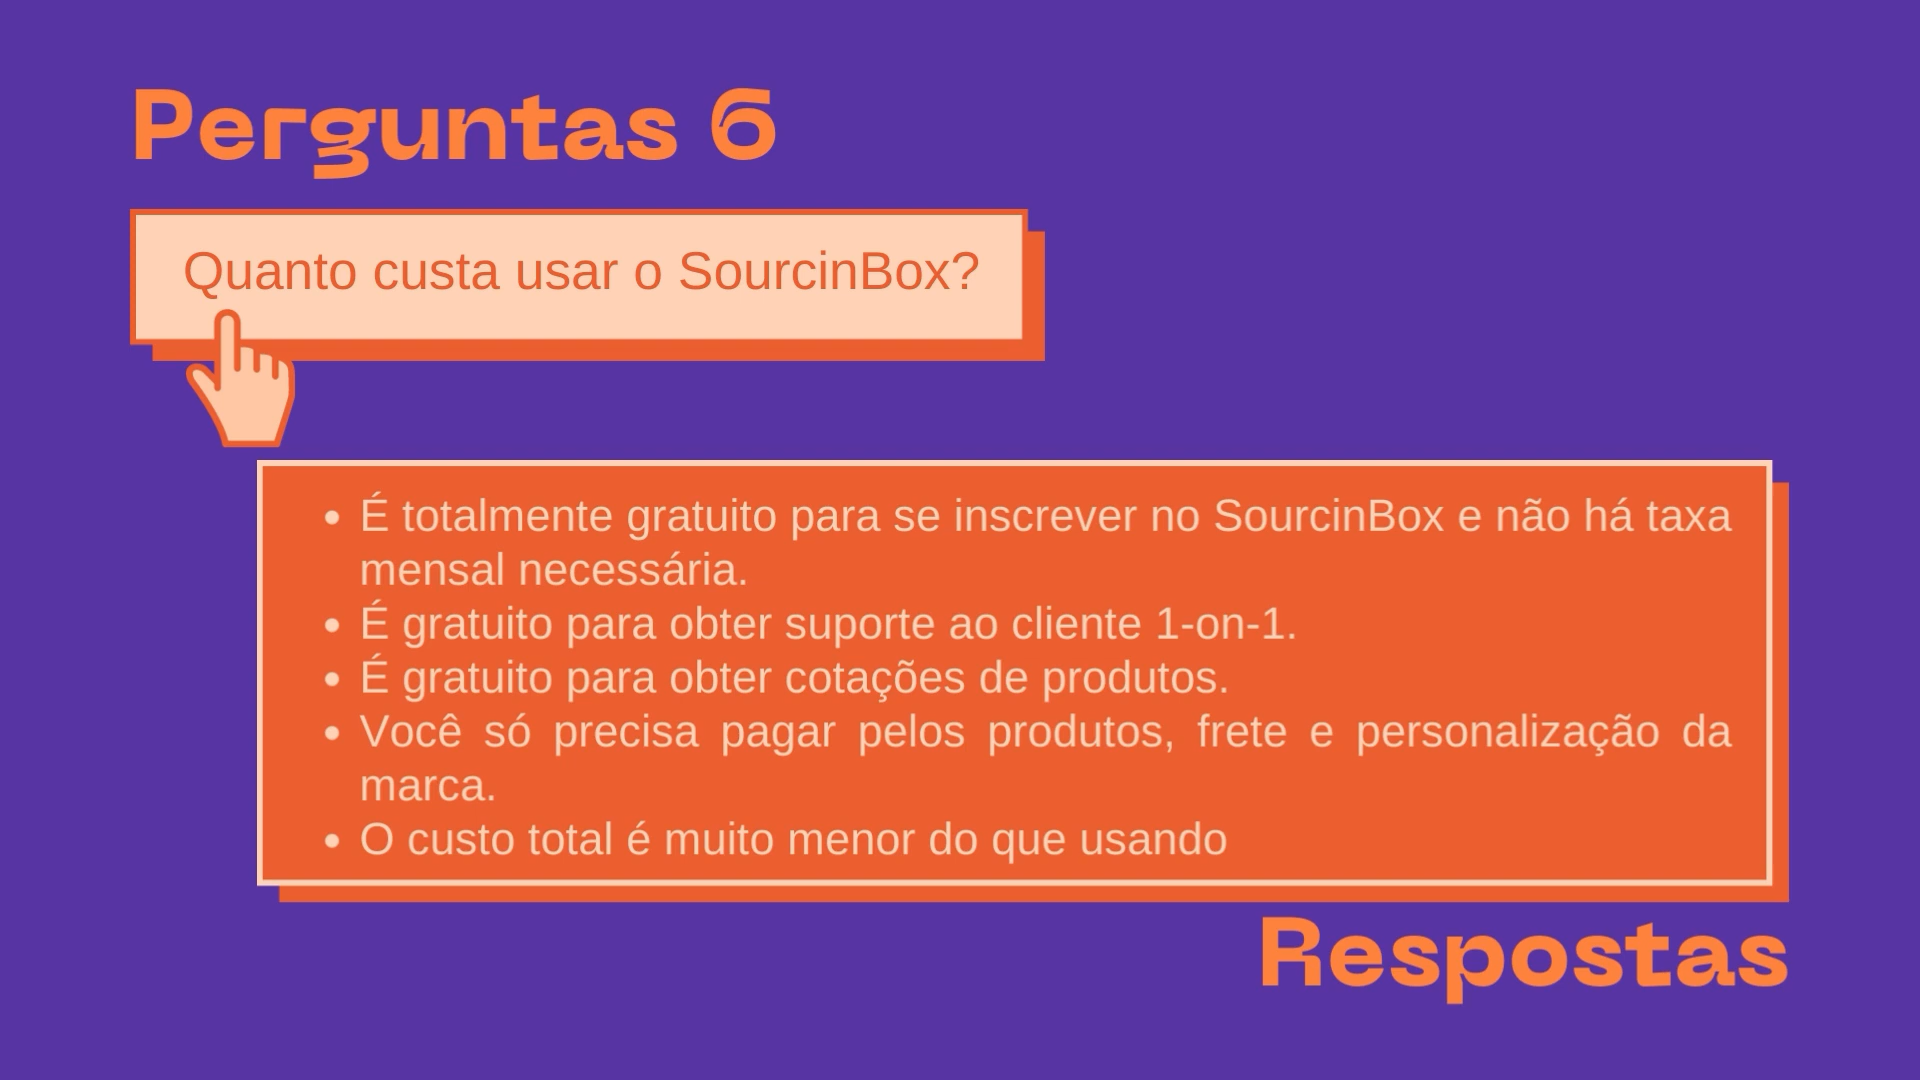 Perguntas 6
Quanto custa usar o SourcinBox?
• É totalmente gratuito para se inscrever no SourcinBox e não há taxa
mensal necessária.
• É gratuito para obter suporte ao cliente 1-on-1.
• É gratuito para obter cotações de produtos.
• Você só precisa pagar pelos produtos, frete e personalização da
marca.
• O custo total é muito menor do que usando
Respostas